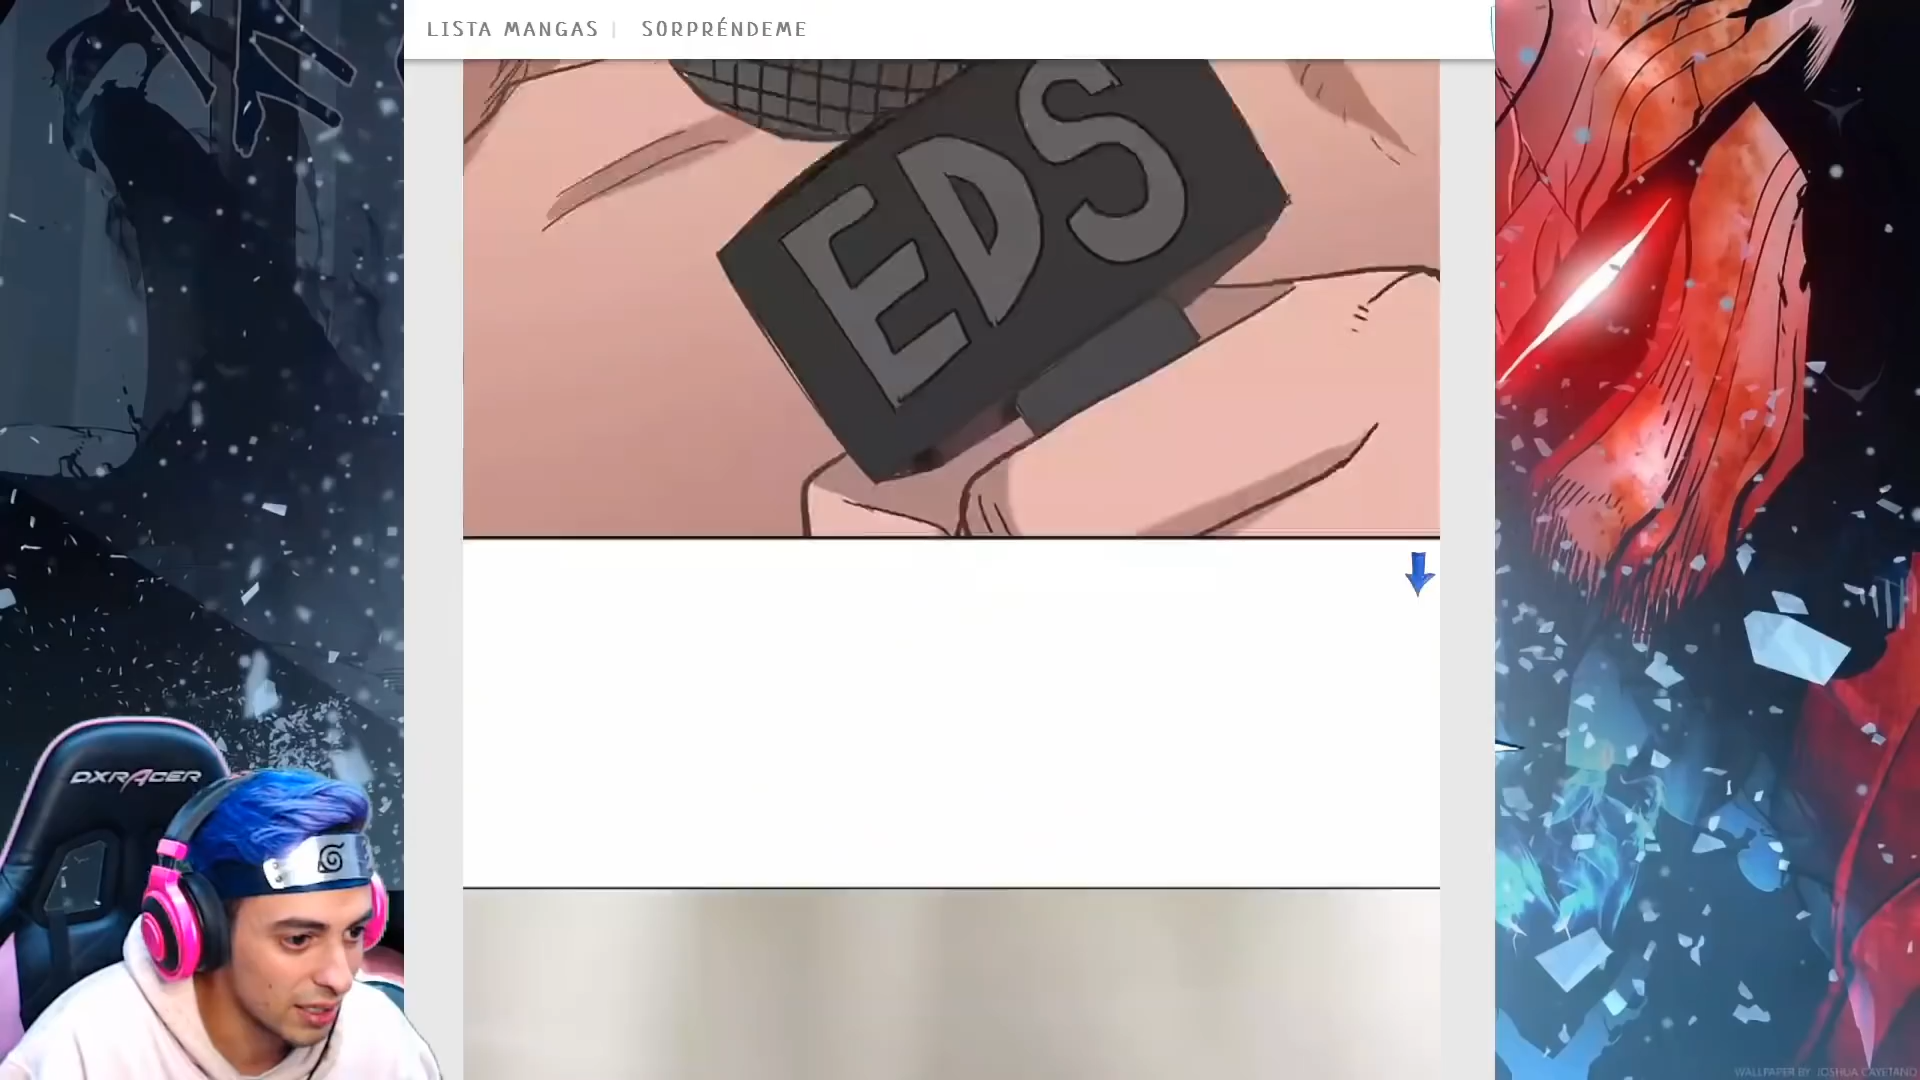 LISTA MANGAS | SORPRÉNDEME
EDS
DXRACER
WALLPAPER BY JOSHUA CAYETANO